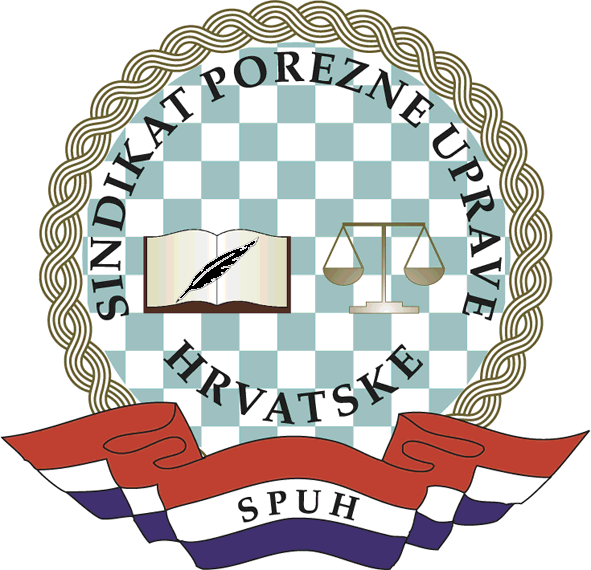 SINDIKAT POREZNE UPRAVE
HRVATSKE
SPUH